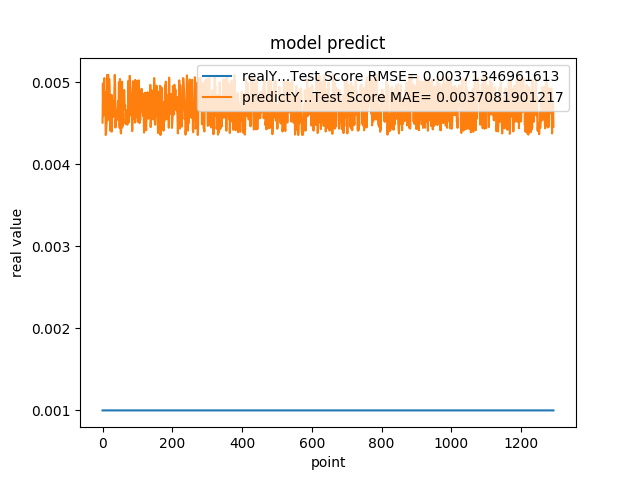 model predict
realY...Test Score RMSE= 0.00371346961613
predictY...Test Score MAE= 0.0037081901217
real value
0.005
0.004
0.003
0.002
0.001
0
200
400
600
800
1000
1200
point